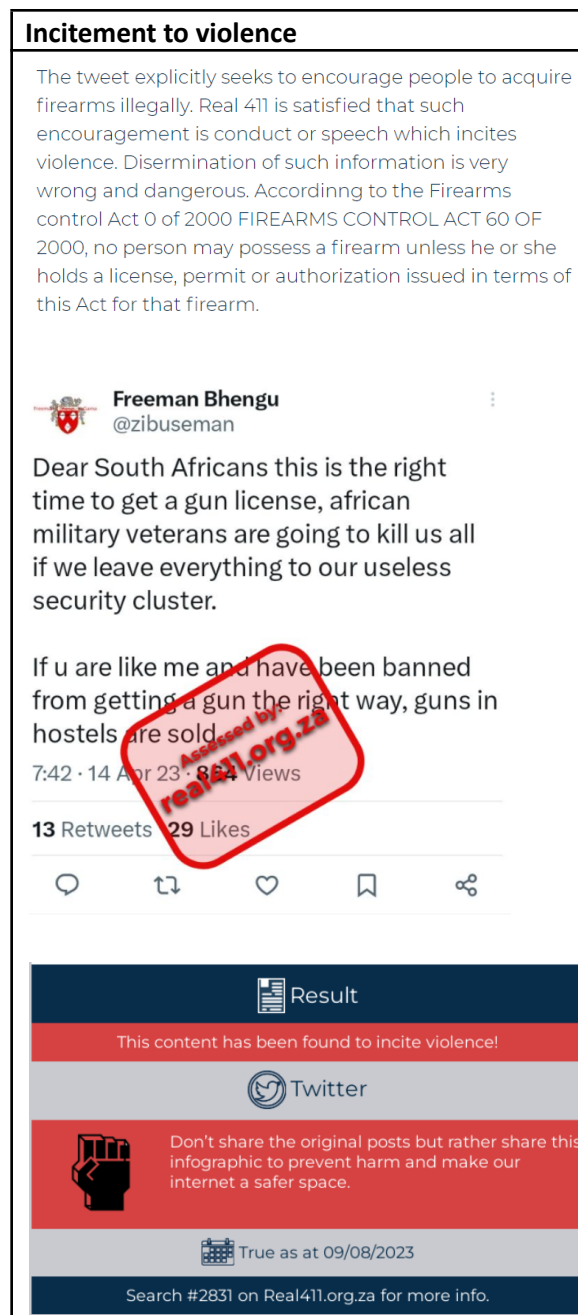 Incitement to violence
The tweet explicitly seeks to encourage people to acquire
firearms illegally. Real 411 is satisfied that such
encouragement is conduct or speech which incites
violence. Disermination of such information is very
wrong and dangerous. Accordinng to the Firearms
control Act 0 of 2000 FIREARMS CONTROL ACT 60 OF
2000, no person may possess a firearm unless he or she
holds a license, permit or authorization issued in terms of
this Act for that firearm.
Freeman Bhengu
@zibuseman
Dear South Africans this is the right
time to get a gun license, african
military veterans are going to kill us all
if we leave everything to our useless
security cluster.
If u are like me and have been banned
from getting a gun the right way, guns in
hostels are sold
Assessed by:
real411.org.za
7:42 · 14 Apr 23 · 864 Views
13 Retweets 29 Likes
Result
This content has been found to incite violence!
Twitter
Don't share the original posts but rather share this
infographic to prevent harm and make our
internet a safer space.
True as at 09/08/2023
Search #2831 on Real411.org.za for more info.